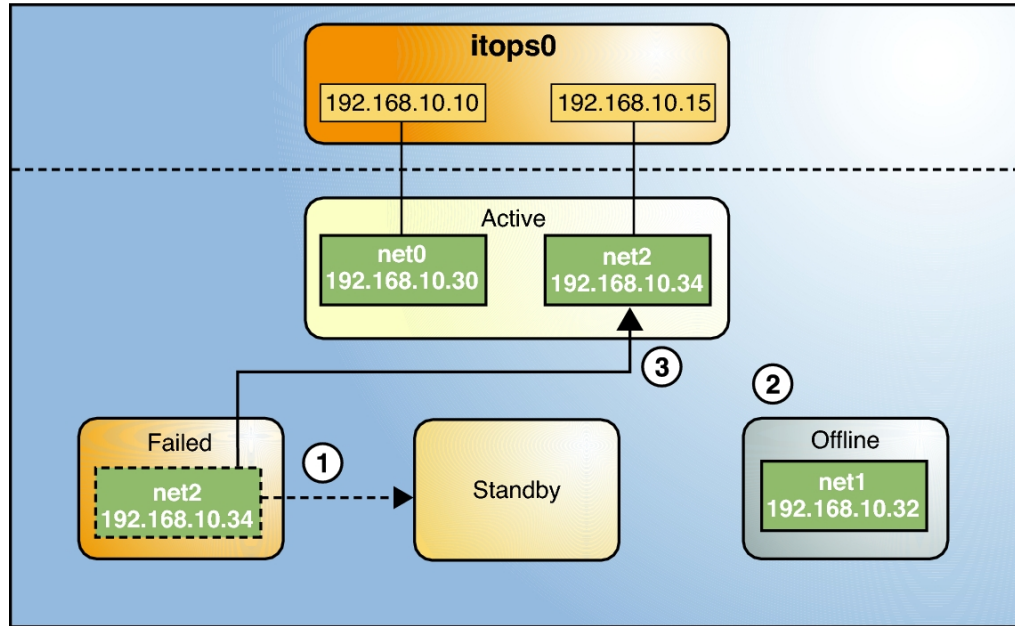 itops0
192.168.10.10
192.168.10.15
Active
net0
192.168.10.30
net2
192.168.10.34
3
2
Failed
net2
192.168.10.34
1
Standby
Offline
net1
192.168.10.32